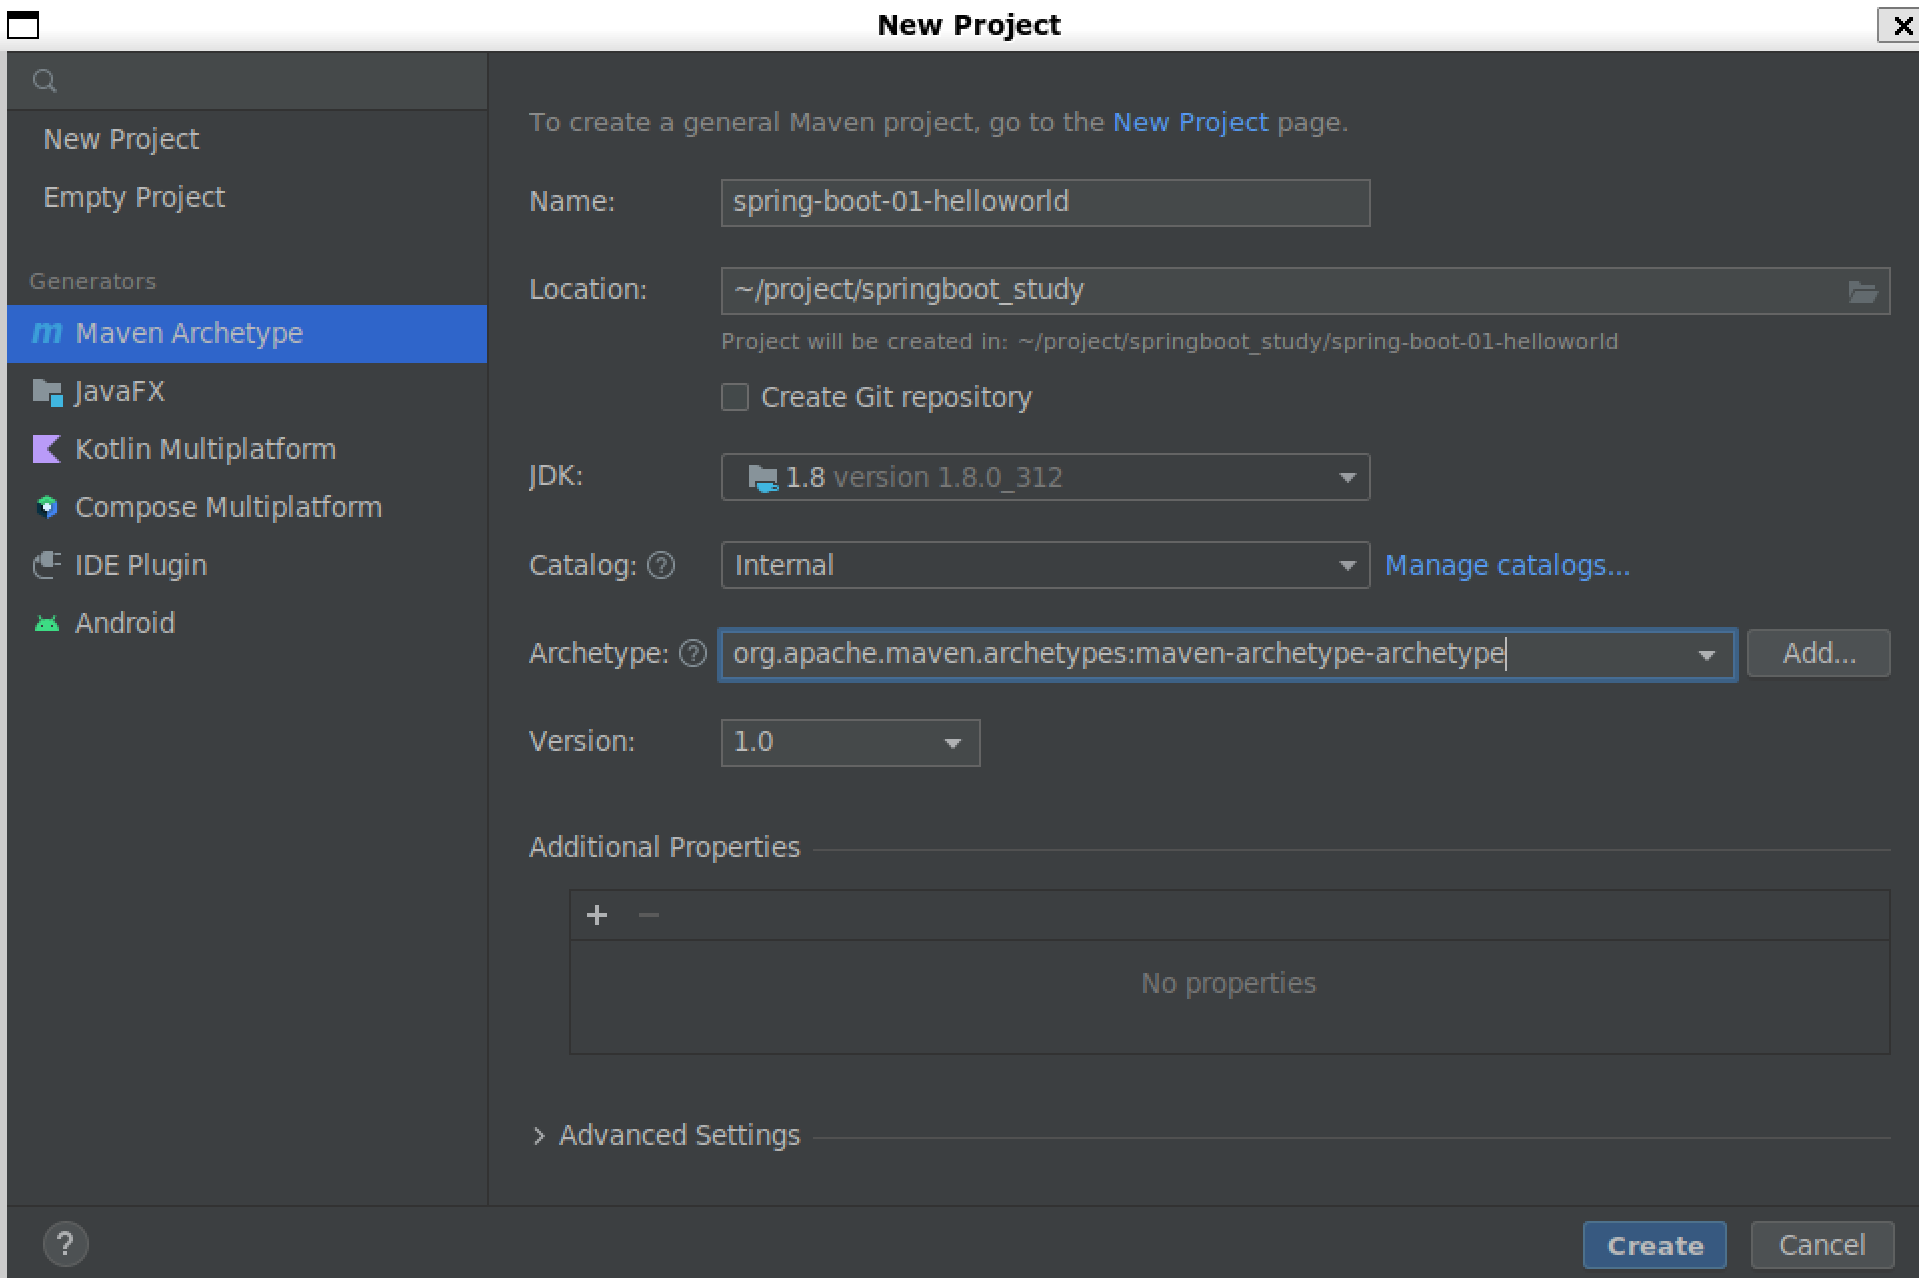 New Project
New Project
Empty Project
Generators
Maven Archetype
JavaFX
Kotlin Multiplatform
Compose Multiplatform
IDE Plugin
Android
To create a general Maven project, go to the New Project page.
Name: spring-boot-01-helloworld
Location: ~/project/springboot_study
Project will be created in: ~/project/springboot_study/spring-boot-01-helloworld
Create Git repository
JDK: 1.8 version 1.8.0_312
Catalog: ? Internal Manage catalogs...
Archetype: ? org.apache.maven.archetypes:maven-archetype-archetype Add...
Version: 1.0
Additional Properties
No properties
Advanced Settings
? Create Cancel